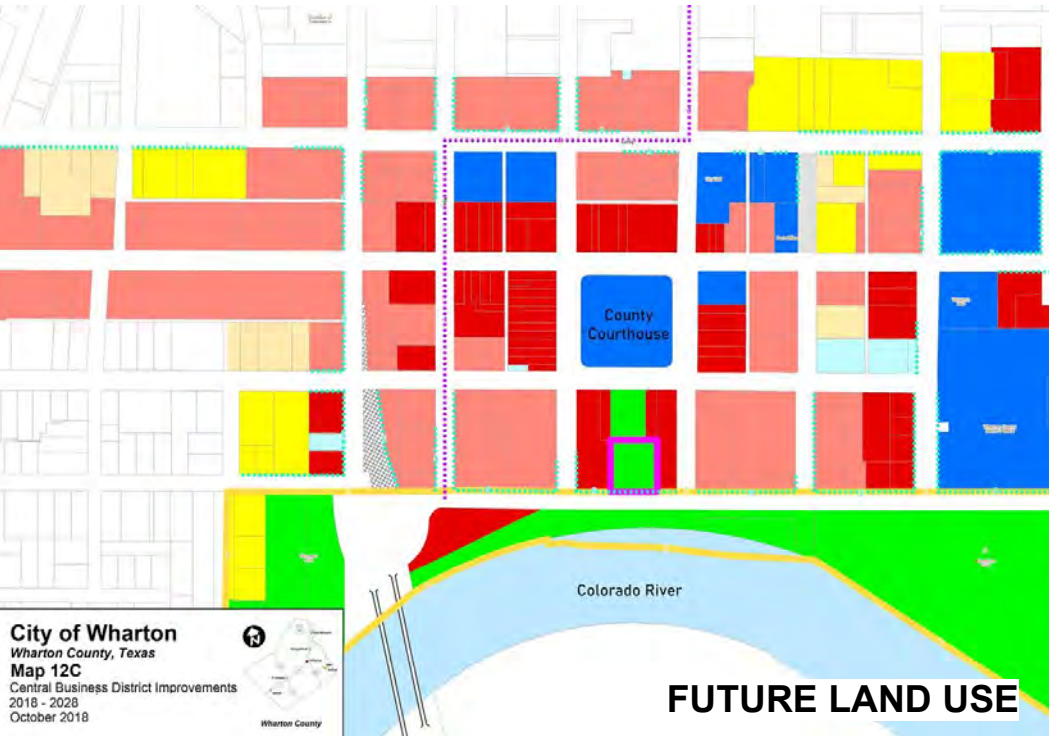 County
Courthouse
Colorado River
City of Wharton
Wharton County, Texas
Map 12C
Central Business District Improvements
2018 - 2028
October 2018
N
Wharton County
FUTURE LAND USE